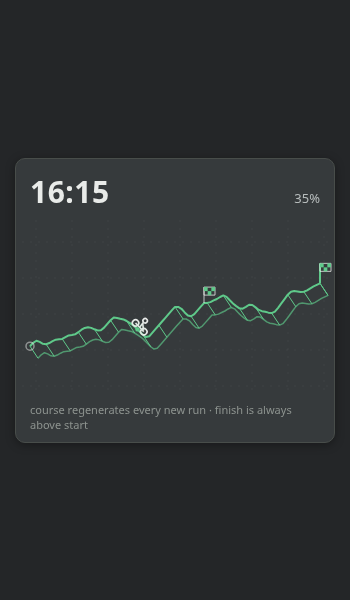 16:15
35%
course regenerates every new run · finish is always
above start